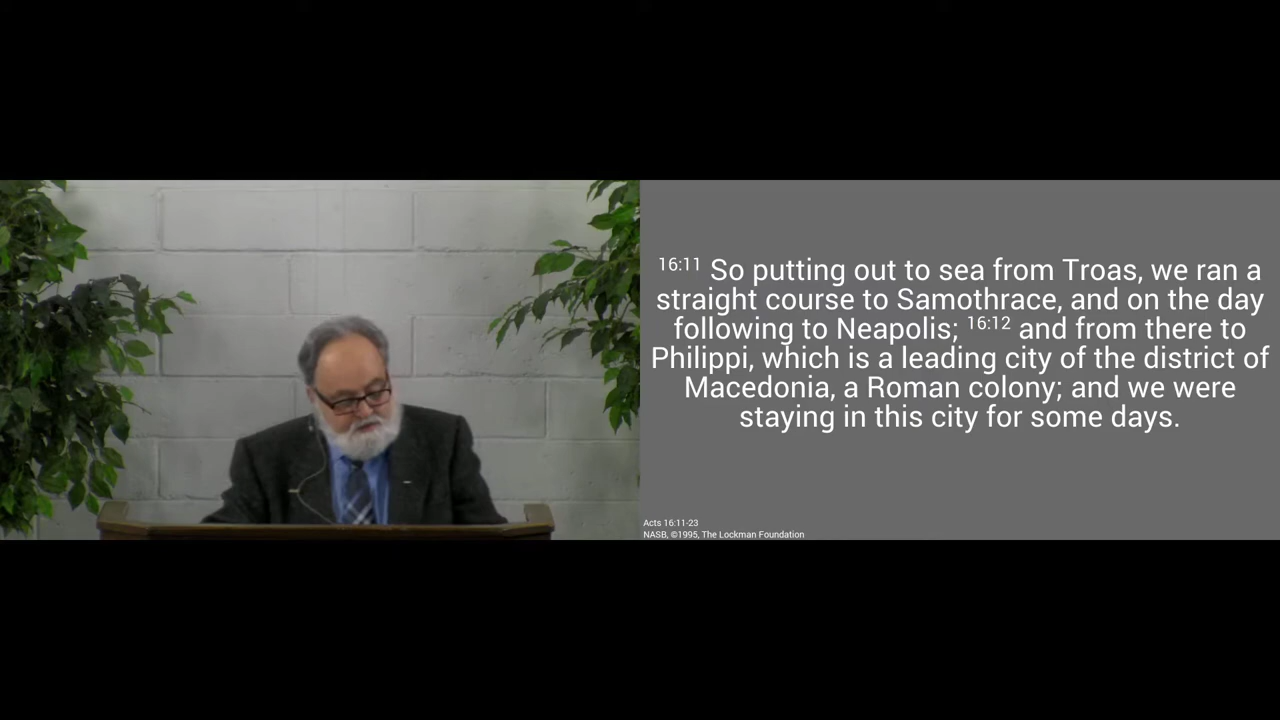 16:11 So putting out to sea from Troas, we ran a
straight course to Samothrace, and on the day
following to Neapolis; 16:12 and from there to
Philippi, which is a leading city of the district of
Macedonia, a Roman colony; and we were
staying in this city for some days.
Acts 16:11-23
NASB, ©1995, The Lockman Foundation